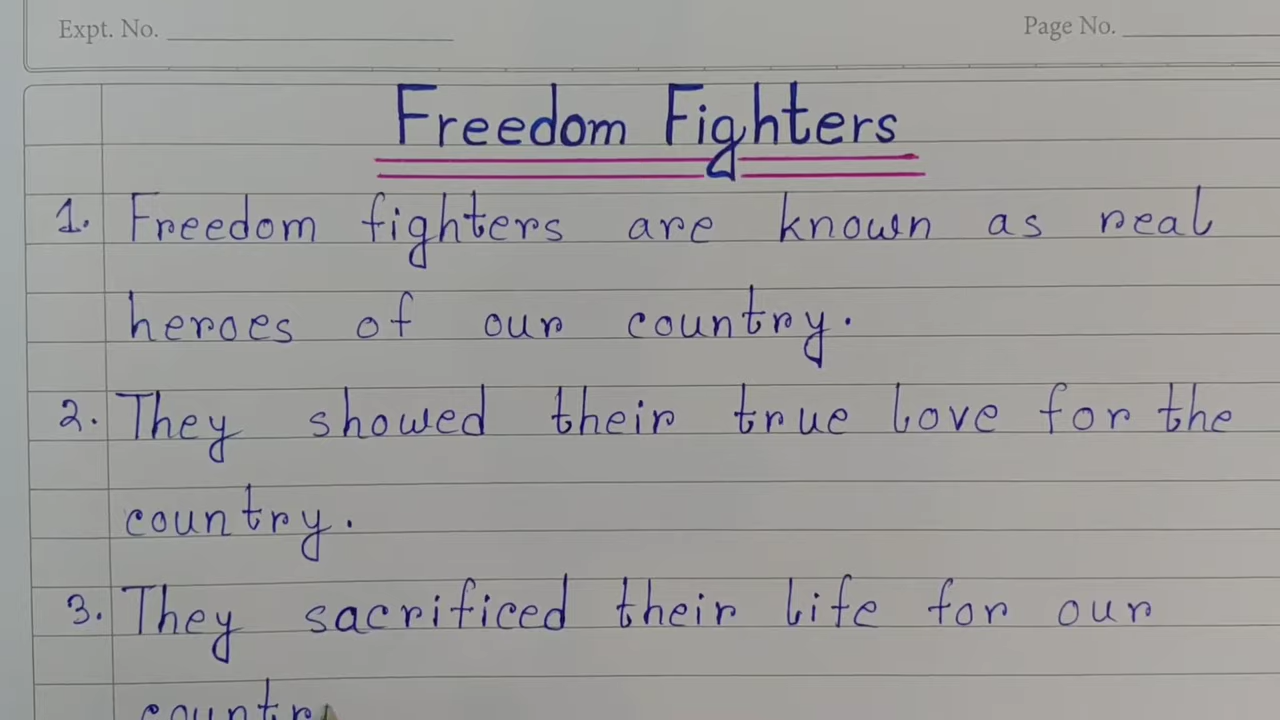 Expt. No.
Page No.
Freedom Fighters
1. Freedom fighters are known as real
heroes of our country.
2. They showed their true love for the
country.
3. They sacrificed their life for our
countr